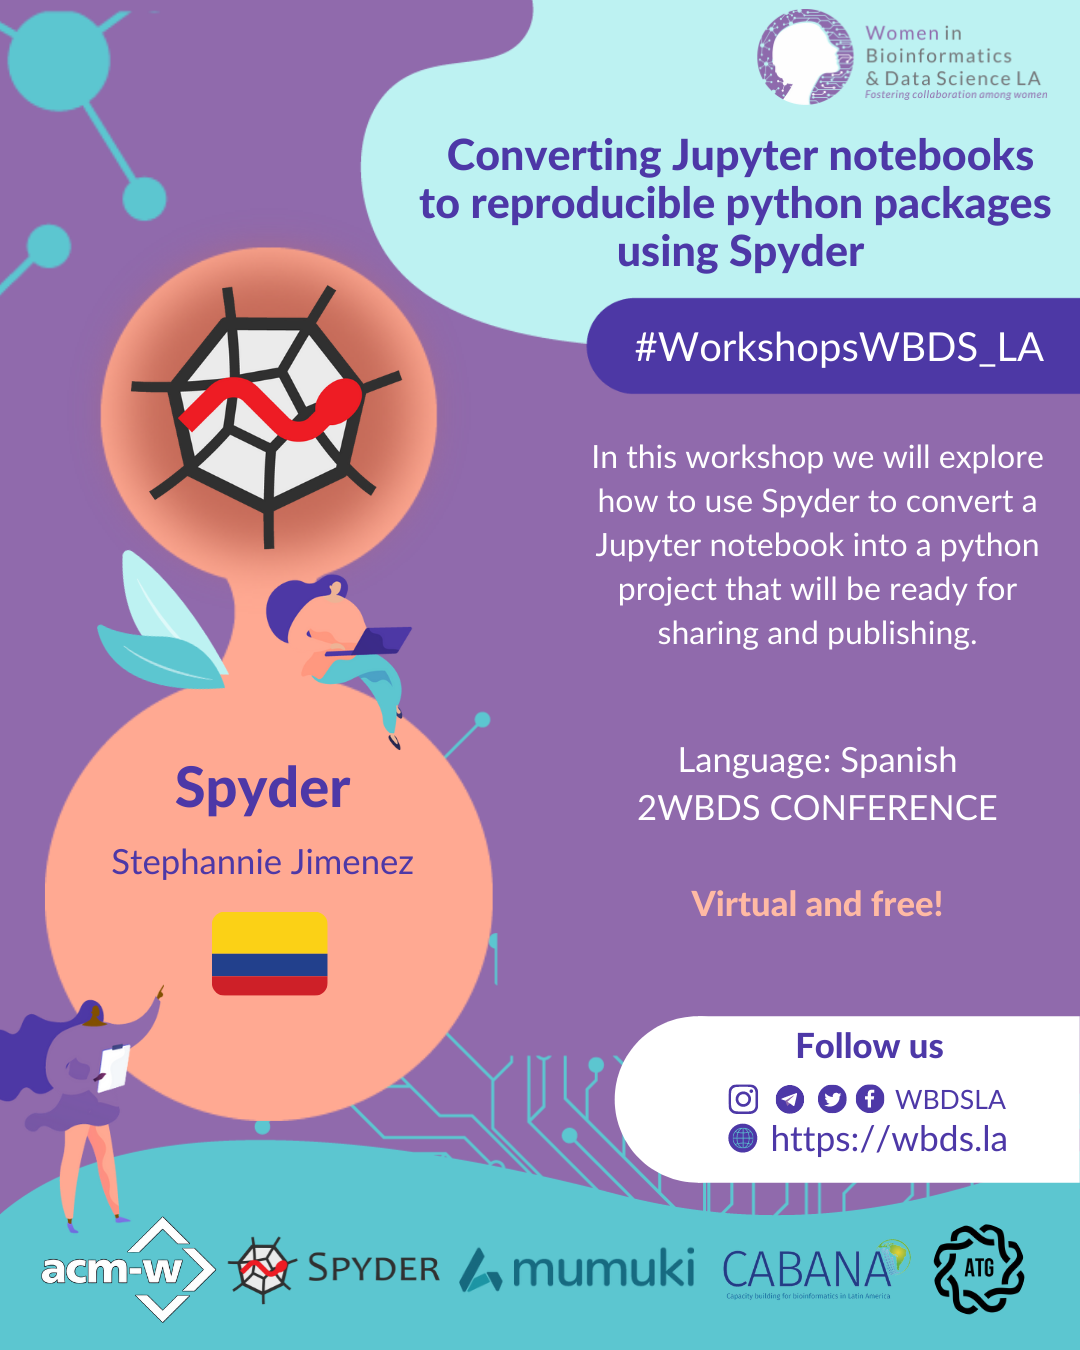 Women in
Bioinformatics
& Data Science LA
Fostering collaboration among women
Converting Jupyter notebooks
to reproducible python packages
using Spyder
#WorkshopsWBDS_LA
In this workshop we will explore
how to use Spyder to convert a
Jupyter notebook into a python
project that will be ready for
sharing and publishing.
Language: Spanish
2WBDS CONFERENCE
Virtual and free!
Spyder
Stephannie Jimenez
Follow us
WBDSLA
https://wbds.la
acm-w
SPYDER
mumuki
CABANA
Capacity building for bioinformatics in Latin America
ATG